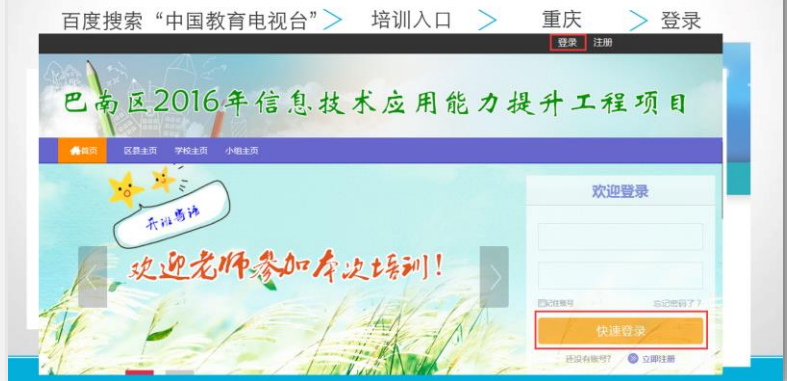 百度搜索“中国教育电视台”> 培训入口 > 重庆 > 登录
登录 注册
巴南区2016年信息技术应用能力提升工程项目
首页 区县主页 学校主页 小组主页
欢迎登录
开班寄语
欢迎老师参加本次培训!
记住账号 忘记密码了?
快速登录
还没有账号? 立即注册